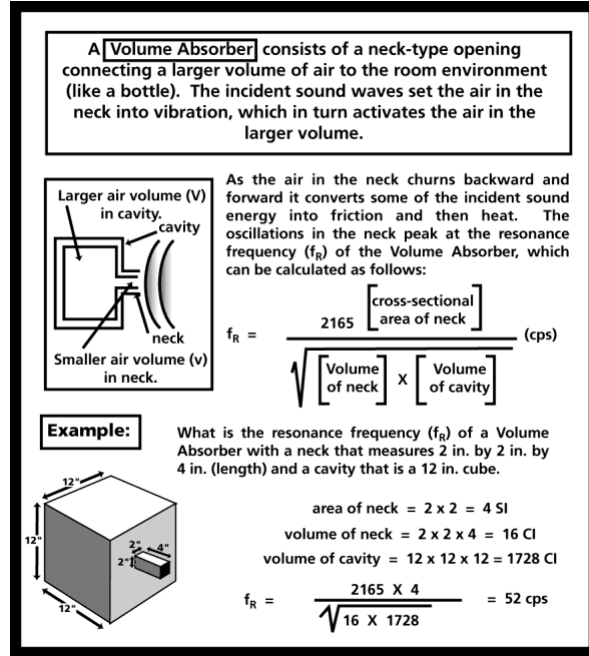 A Volume Absorber consists of a neck-type opening
connecting a larger volume of air to the room environment
(like a bottle). The incident sound waves set the air in the
neck into vibration, which in turn activates the air in the
larger volume.
Larger air volume (V)
in cavity.
cavity
neck
Smaller air volume (v)
in neck.
As the air in the neck churns backward and
forward it converts some of the incident sound
energy into friction and then heat. The
oscillations in the neck peak at the resonance
frequency (fR) of the Volume Absorber, which
can be calculated as follows:
fR = 2165 [cross-sectional area of neck] / √ [Volume of neck] X [Volume of cavity] (cps)
Example:
What is the resonance frequency (fR) of a Volume
Absorber with a neck that measures 2 in. by 2 in. by
4 in. (length) and a cavity that is a 12 in. cube.
12"
12"
12"
2"
4"
2"
area of neck = 2 x 2 = 4 SI
volume of neck = 2 x 2 x 4 = 16 CI
volume of cavity = 12 x 12 x 12 = 1728 CI
fR = 2165 X 4 / √ 16 X 1728 = 52 cps